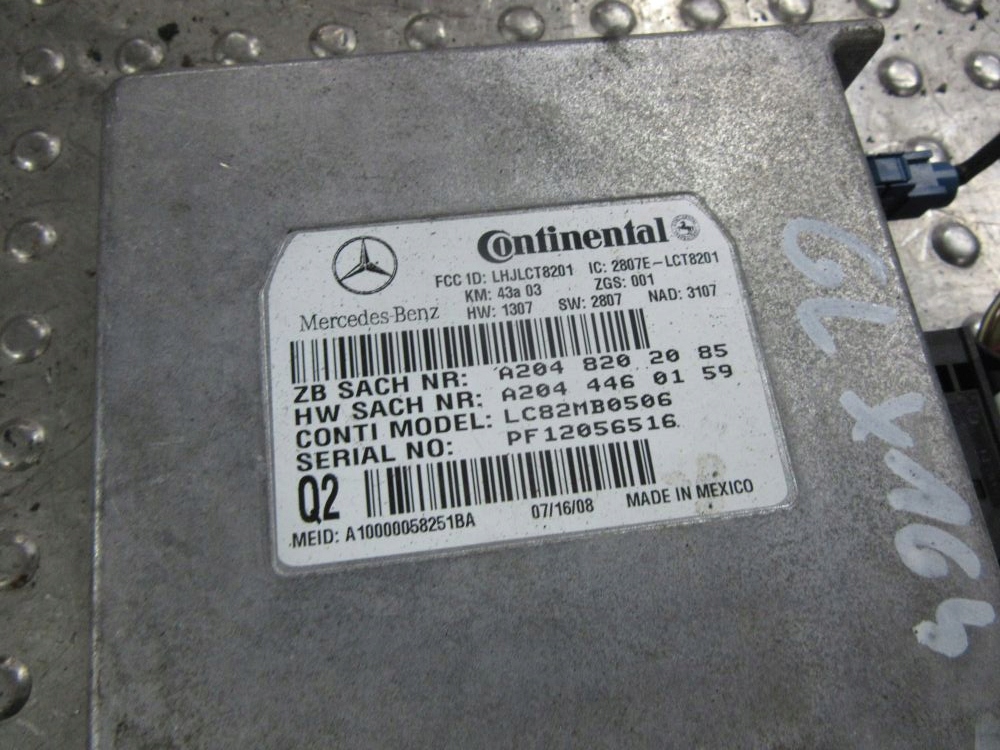 Continental
FCC ID: LHJLCT8201 IC: 2807E-LCT8201
KM: 43a 03 ZGS: 001
HW: 1307 SW: 2807 NAD: 3107
Mercedes-Benz
ZB SACH NR: A204 820 20 85
HW SACH NR: A204 446 01 59
CONTI MODEL: LC82MB0506
SERIAL NO: PF12056516
Q2
MEID: A10000058251BA 07/16/08 MADE IN MEXICO
GL X164